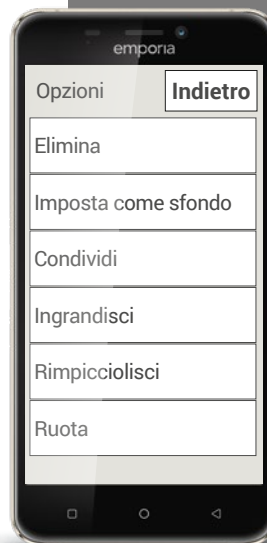 emporia
Opzioni
Indietro
Elimina
Imposta come sfondo
Condividi
Ingrandisci
Rimpicciolisci
Ruota